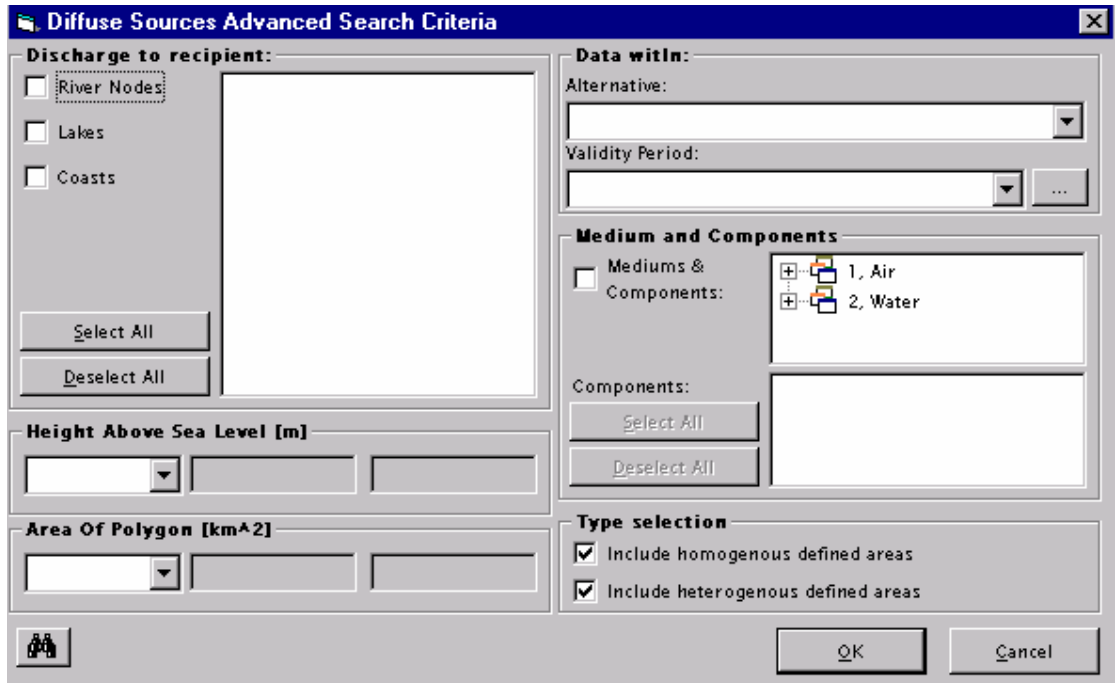 Diffuse Sources Advanced Search Criteria
Discharge to recipient:
River Nodes
Lakes
Coasts
Select All
Deselect All
Height Above Sea Level [m]
Area Of Polygon [km^2]
Data witIn:
Alternative:
Validity Period:
...
Medium and Components
Mediums &
Components:
1, Air
2, Water
Components:
Select All
Deselect All
Type selection
Include homogenous defined areas
Include heterogenous defined areas
OK
Cancel